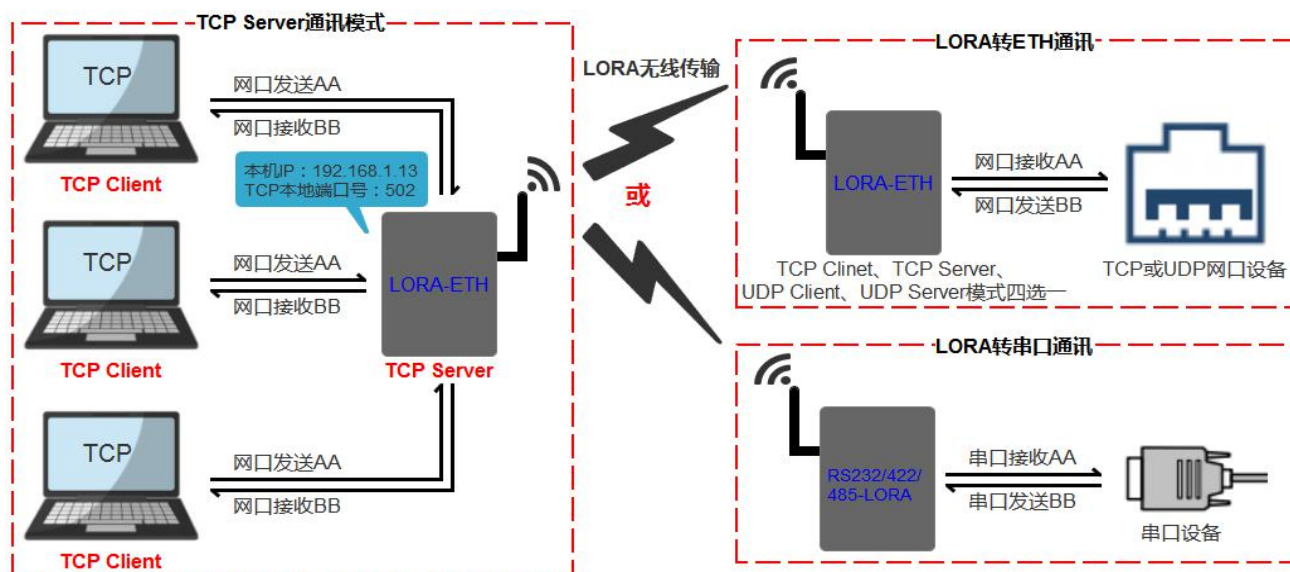 TCP Server通讯模式
TCP
网口发送AA
网口接收BB
TCP Client
本机IP：192.168.1.13
TCP本地端口号：502
TCP
网口发送AA
网口接收BB
TCP Client
LORA-ETH
TCP Server
TCP
网口发送AA
网口接收BB
TCP Client
LORA无线传输
或
LORA转ETH通讯
LORA-ETH
网口接收AA
网口发送BB
TCP Clinet、TCP Server、
UDP Client、UDP Server模式四选一
TCP或UDP网口设备
LORA转串口通讯
RS232/422/
485-LORA
串口接收AA
串口发送BB
串口设备